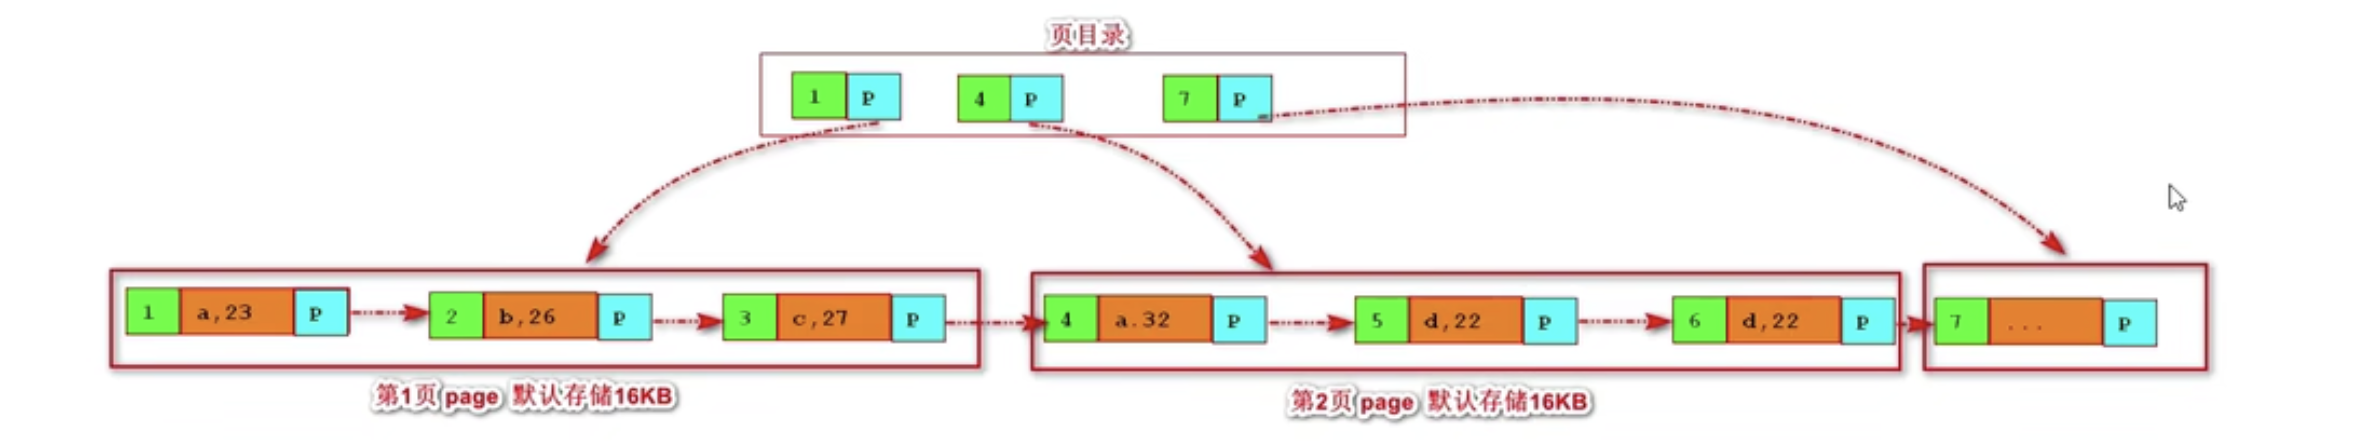 页目录
1 P 4 P 7 P
1 a,23 P 2 b,26 P 3 c,27 P 4 a.32 P 5 d,22 P 6 d,22 P 7 ... P
第1页 page 默认存储16KB
第2页 page 默认存储16KB